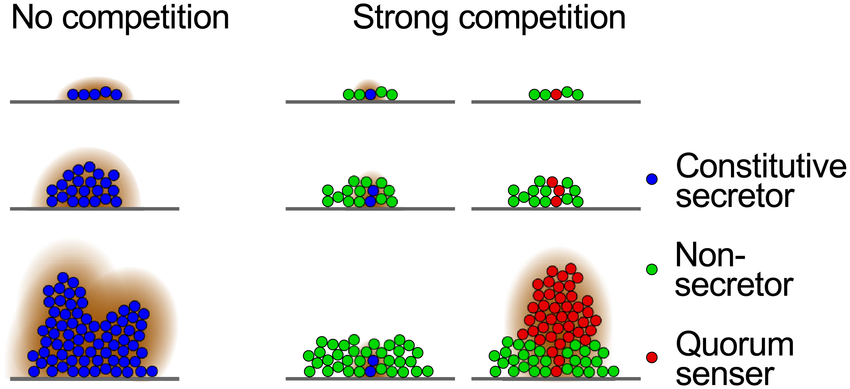 No competition
Strong competition
Constitutive
secretor
Non-
secretor
Quorum
senser